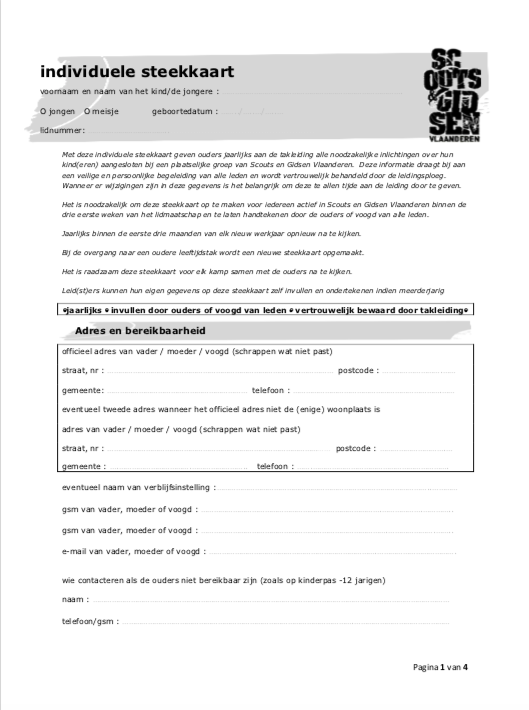 SC
OUTS
&GID
SEN
VLAANDEREN
individuele steekkaart
voornaam en naam van het kind/de jongere :
O jongen O meisje geboortedatum : ....../....../......
lidnummer:
Met deze individuele steekkaart geven ouders jaarlijks aan de takleiding alle noodzakelijke inlichtingen over hun
kind(eren) aangesloten bij een plaatselijke groep van Scouts en Gidsen Vlaanderen. Deze informatie draagt bij aan
een veilige en persoonlijke begeleiding van alle leden en wordt vertrouwelijk behandeld door de leidingsploeg.
Wanneer er wijzigingen zijn in deze gegevens is het belangrijk om deze te allen tijde aan de leiding door te geven.
Het is noodzakelijk om deze steekkaart op te maken voor iedereen actief in Scouts en Gidsen Vlaanderen binnen de
drie eerste weken van het lidmaatschap en te laten handtekenen door de ouders of voogd van alle leden.
Jaarlijks binnen de eerste drie maanden van elk nieuw werkjaar opnieuw na te kijken.
Bij de overgang naar een oudere leeftijdstak wordt een nieuwe steekkaart opgemaakt.
Het is raadzaam deze steekkaart voor elk kamp samen met de ouders na te kijken.
Leid(st)ers kunnen hun eigen gegevens op deze steekkaart zelf invullen en ondertekenen indien meerderjarig
•jaarlijks • invullen door ouders of voogd van leden • vertrouwelijk bewaard door takleiding•
Adres en bereikbaarheid
officieel adres van vader / moeder / voogd (schrappen wat niet past)
straat, nr : postcode :
gemeente: telefoon :
eventueel tweede adres wanneer het officieel adres niet de (enige) woonplaats is
adres van vader / moeder / voogd (schrappen wat niet past)
straat, nr : postcode :
gemeente : telefoon :
eventueel naam van verblijfsinstelling :
gsm van vader, moeder of voogd :
gsm van vader, moeder of voogd :
e-mail van vader, moeder of voogd :
wie contacteren als de ouders niet bereikbaar zijn (zoals op kinderpas -12 jarigen)
naam :
telefoon/gsm :
Pagina 1 van 4